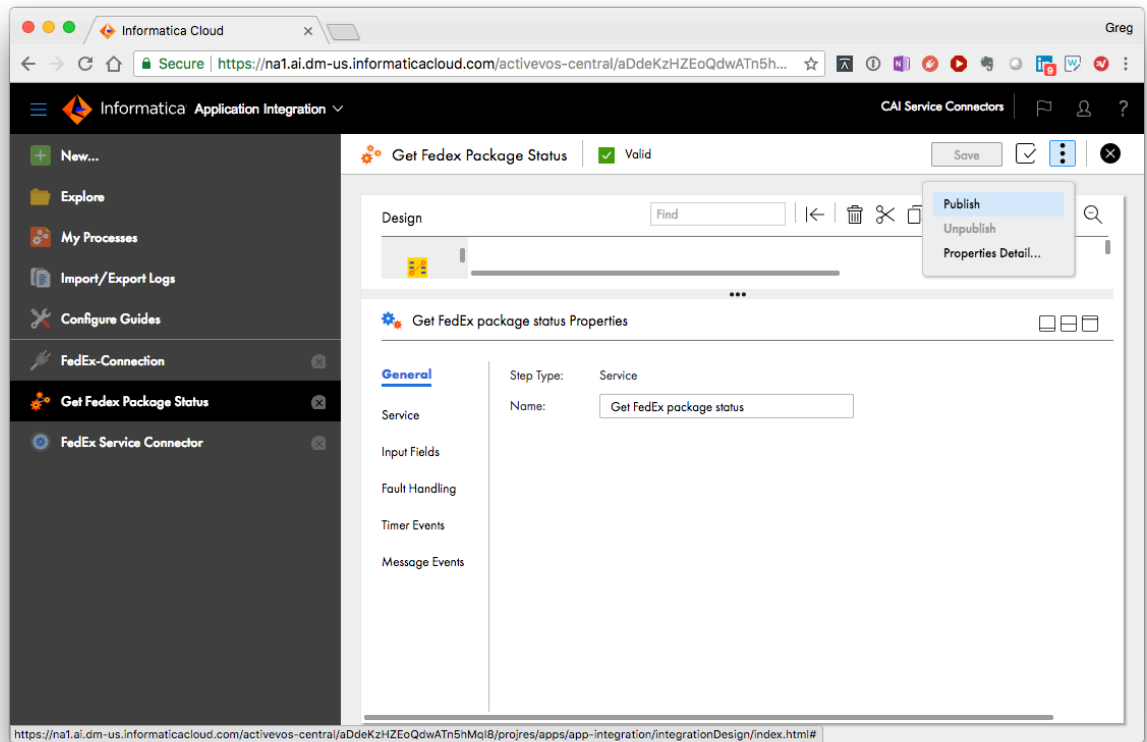 Informatica Cloud
Greg
Secure | https://na1.ai.dm-us.informaticacloud.com/activevos-central/aDdeKzHZEoQdwATn5h...
9
Informatica Application Integration
CAI Service Connectors
?
New...
Get Fedex Package Status
Valid
Save
Explore
My Processes
Import/Export Logs
Configure Guides
FedEx-Connection
Get Fedex Package Status
FedEx Service Connector
Design
Find
Publish
Unpublish
Properties Detail...
Get FedEx package status Properties
General
Step Type: Service
Name: Get FedEx package status
Service
Input Fields
Fault Handling
Timer Events
Message Events
https://na1.ai.dm-us.informaticacloud.com/activevos-central/aDdeKzHZEoQdwATn5hMqI8/projres/apps/app-integration/integrationDesign/index.html#